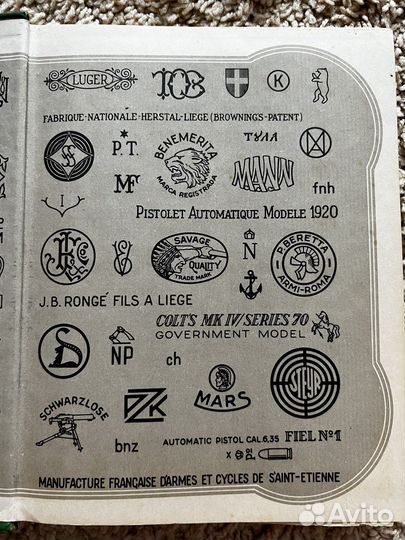 LUGER
K
FABRIQUE-NATIONALE-HERSTAL-LIEGE (BROWNINGS-PATENT)
P.T.
BENEMERITA
MARCA REGISTRADA
ТУЛА
MF
MANN
fnh
I
PISTOLET AUTOMATIQUE MODELE 1920
SAVAGE
QUALITY
TRADE MARK
N
P. BERETTA
ARMI-ROMA
J.B. RONGÉ FILS A LIEGE
COLT'S MK IV/SERIES 70
GOVERNMENT MODEL
NP
ch
MARS
STEYR
SCHWARZLOSE
bnz
AUTOMATIC PISTOL CAL. 6,35 FIEL Nº1
MANUFACTURE FRANÇAISE D'ARMES ET CYCLES DE SAINT-ETIENNE
Avito